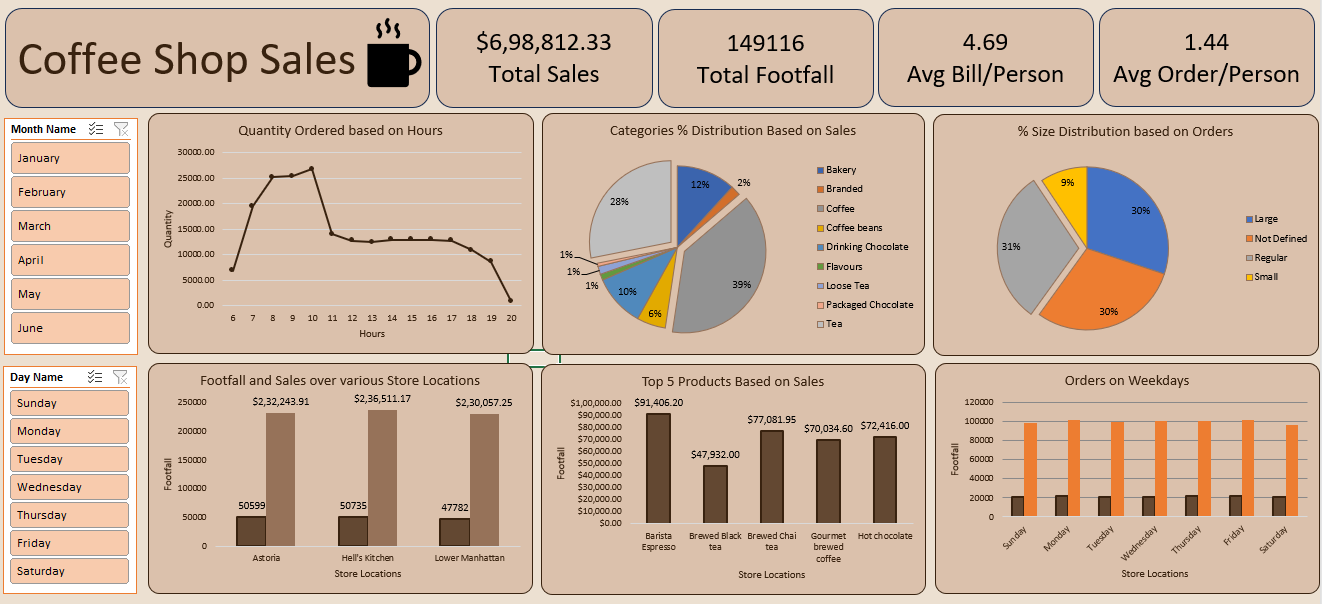 Coffee Shop Sales
$6,98,812.33
Total Sales
149116
Total Footfall
4.69
Avg Bill/Person
1.44
Avg Order/Person
Month Name
January
February
March
April
May
June
Day Name
Sunday
Monday
Tuesday
Wednesday
Thursday
Friday
Saturday
Quantity Ordered based on Hours
30000.00
25000.00
20000.00
15000.00
10000.00
5000.00
0.00
Quantity
6 7 8 9 10 11 12 13 14 15 16 17 18 19 20
Hours
Categories % Distribution Based on Sales
12%
2%
39%
6%
10%
1%
1%
1%
28%
Bakery
Branded
Coffee
Coffee beans
Drinking Chocolate
Flavours
Loose Tea
Packaged Chocolate
Tea
% Size Distribution based on Orders
30%
30%
31%
9%
Large
Not Defined
Regular
Small
Footfall and Sales over various Store Locations
250000
200000
150000
100000
50000
0
Footfall
$2,32,243.91
$2,36,511.17
$2,30,057.25
50599
50735
47782
Astoria
Hell's Kitchen
Lower Manhattan
Store Locations
Top 5 Products Based on Sales
$1,00,000.00
$90,000.00
$80,000.00
$70,000.00
$60,000.00
$50,000.00
$40,000.00
$30,000.00
$20,000.00
$10,000.00
$0.00
Footfall
$91,406.20
$47,932.00
$77,081.95
$70,034.60
$72,416.00
Barista
Espresso
Brewed Black
tea
Brewed Chai
tea
Gourmet
brewed
coffee
Hot chocolate
Store Locations
Orders on Weekdays
120000
100000
80000
60000
40000
20000
0
Footfall
Sunday
Monday
Tuesday
Wednesday
Thursday
Friday
Saturday
Store Locations